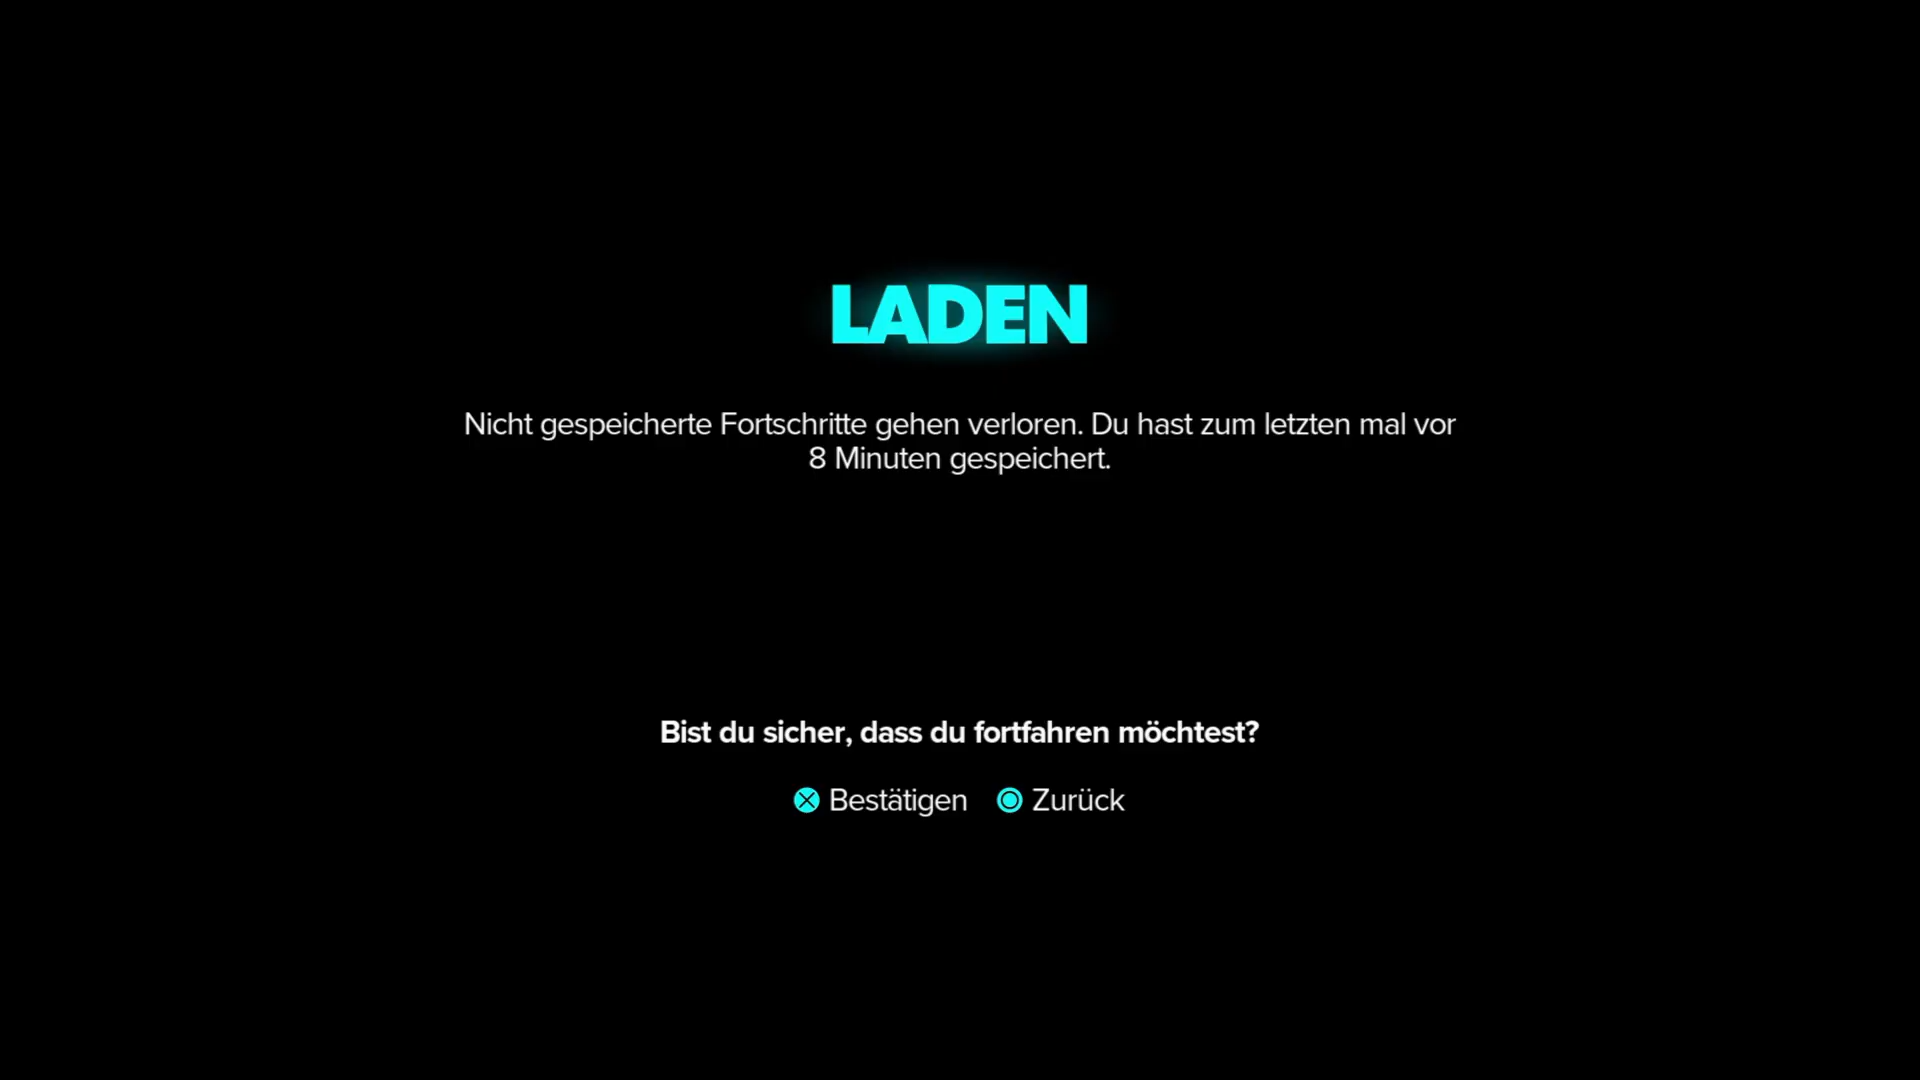 LADEN
Nicht gespeicherte Fortschritte gehen verloren. Du hast zum letzten mal vor
8 Minuten gespeichert.
Bist du sicher, dass du fortfahren möchtest?
Bestätigen Zurück